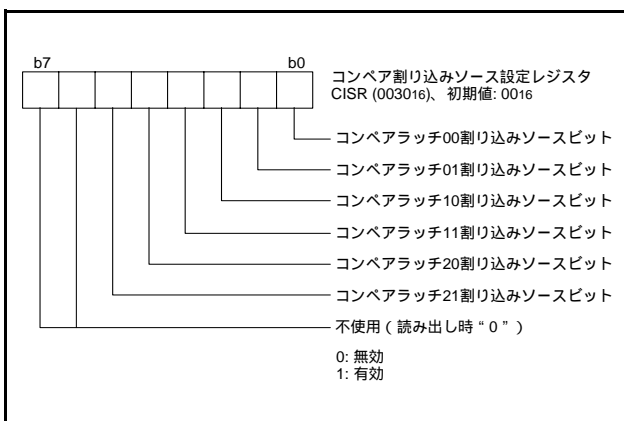 b7 b0
コンペア割り込みソース設定レジスタ
CISR (003016)、初期値: 0016
コンペアラッチ00割り込みソースビット
コンペアラッチ01割り込みソースビット
コンペアラッチ10割り込みソースビット
コンペアラッチ11割り込みソースビット
コンペアラッチ20割り込みソースビット
コンペアラッチ21割り込みソースビット
不使用 ( 読み出し時 “ 0 ” )
0: 無効
1: 有効